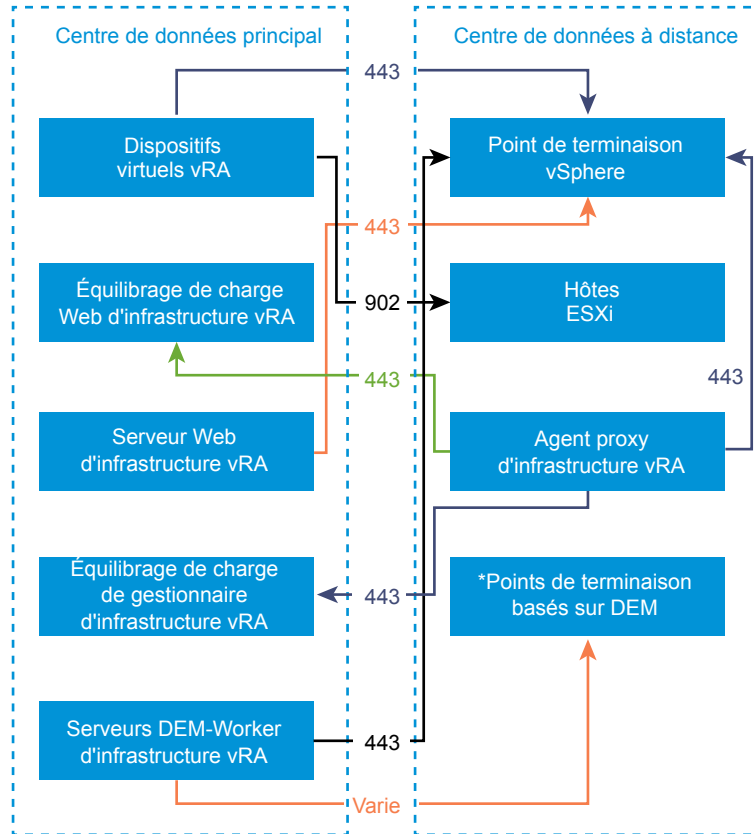 Centre de données principal
Centre de données à distance
443
Dispositifs
virtuels vRA
Point de terminaison
vSphere
443
Équilibrage de charge
Web d'infrastructure vRA
902
Hôtes
ESXi
443
443
Serveur Web
d'infrastructure vRA
Agent proxy
d'infrastructure vRA
Équilibrage de charge
de gestionnaire
d'infrastructure vRA
443
*Points de terminaison
basés sur DEM
Serveurs DEM-Worker
d'infrastructure vRA
443
Varie